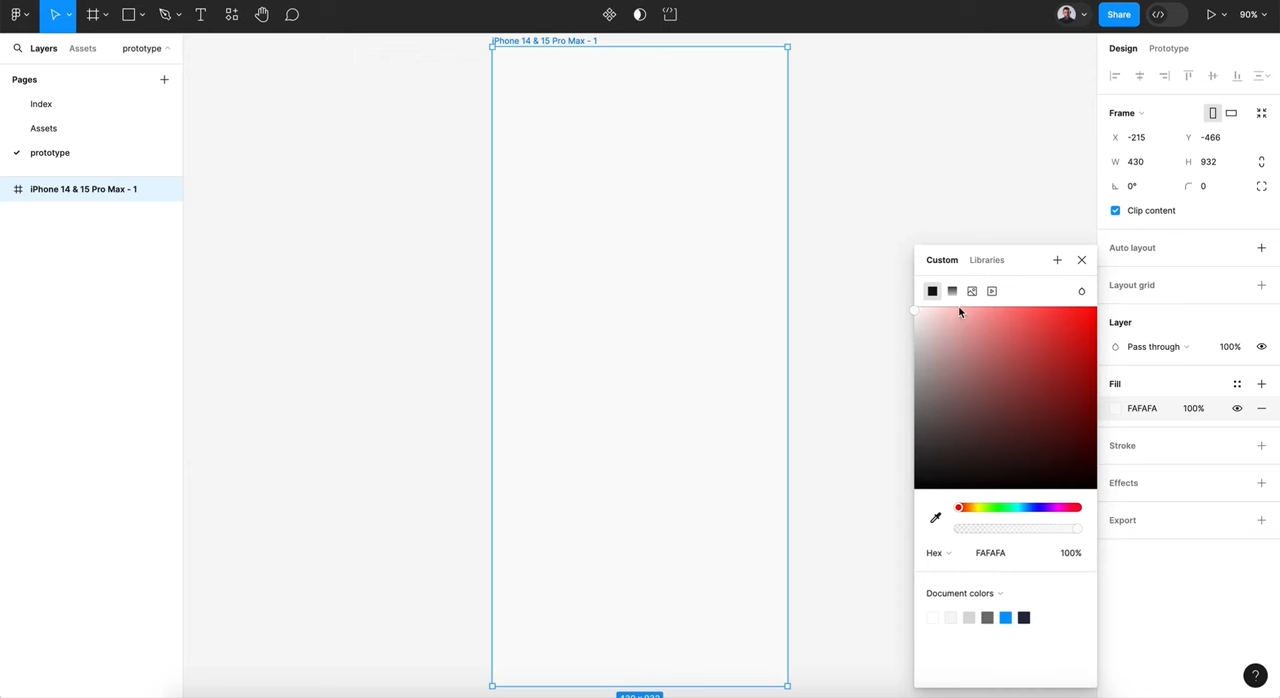 Share
90%
Layers
Assets
prototype
Pages
Index
Assets
prototype
iPhone 14 & 15 Pro Max - 1
iPhone 14 & 15 Pro Max - 1
430 x 932
Custom
Libraries
Hex
FAFAFA
100%
Document colors
Design
Prototype
Frame
X -215
Y -466
W 430
H 932
0°
0
Clip content
Auto layout
Layout grid
Layer
Pass through
100%
Fill
FAFAFA
100%
Stroke
Effects
Export
?